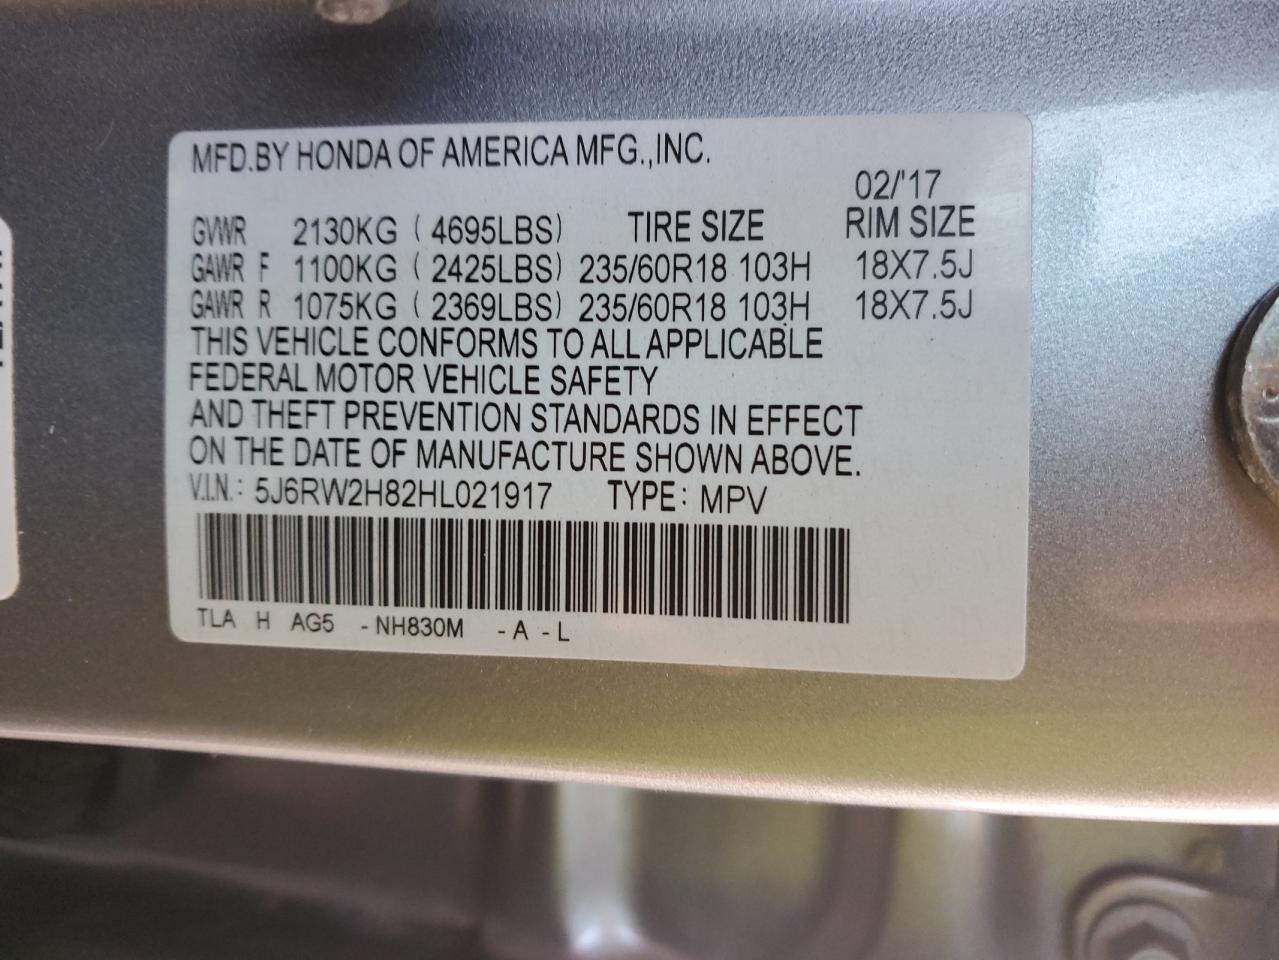 MFD.BY HONDA OF AMERICA MFG.,INC.
02/'17
GVWR 2130KG ( 4695LBS) TIRE SIZE RIM SIZE
GAWR F 1100KG ( 2425LBS) 235/60R18 103H 18X7.5J
GAWR R 1075KG ( 2369LBS) 235/60R18 103H 18X7.5J
THIS VEHICLE CONFORMS TO ALL APPLICABLE
FEDERAL MOTOR VEHICLE SAFETY
AND THEFT PREVENTION STANDARDS IN EFFECT
ON THE DATE OF MANUFACTURE SHOWN ABOVE.
V.I.N.: 5J6RW2H82HL021917 TYPE: MPV
TLA H AG5 -NH830M -A -L